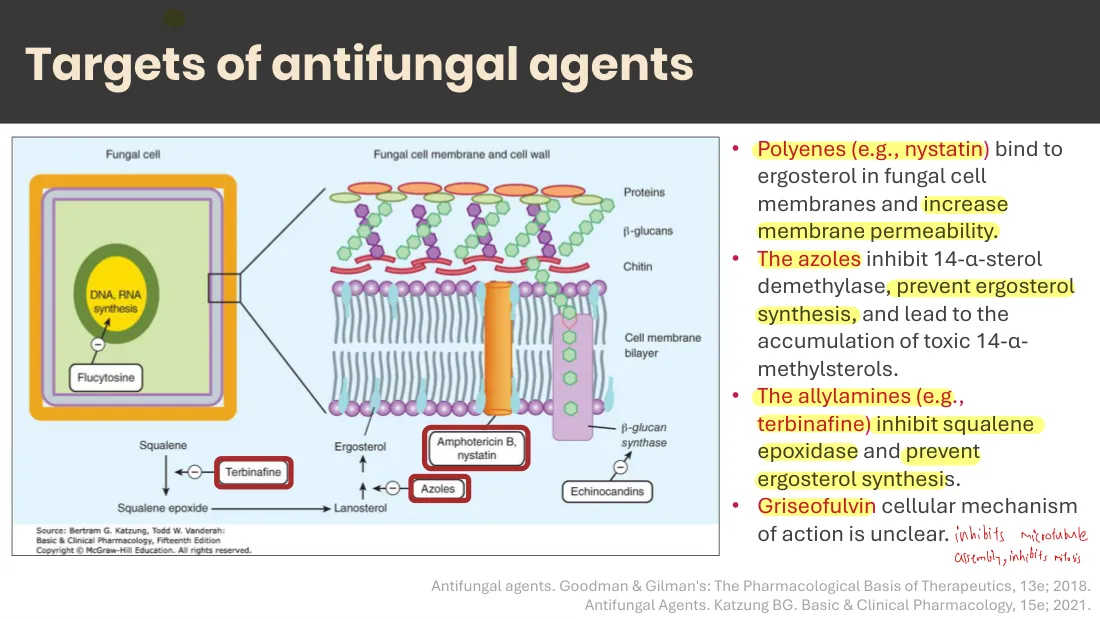 Targets of antifungal agents
Fungal cell
Fungal cell membrane and cell wall
Proteins
β-glucans
Chitin
Cell membrane
bilayer
DNA, RNA
synthesis
Flucytosine
β-glucan
synthase
Ergosterol
Amphotericin B,
nystatin
Squalene
Terbinafine
Azoles
Echinocandins
Squalene epoxide
Lanosterol
Source: Bertram G. Katzung, Todd W. Vanderah:
Basic & Clinical Pharmacology, Fifteenth Edition
Copyright © McGraw-Hill Education. All rights reserved.
• Polyenes (e.g., nystatin) bind to
ergosterol in fungal cell
membranes and increase
membrane permeability.
• The azoles inhibit 14-α-sterol
demethylase, prevent ergosterol
synthesis, and lead to the
accumulation of toxic 14-α-
methylsterols.
• The allylamines (e.g.,
terbinafine) inhibit squalene
epoxidase and prevent
ergosterol synthesis.
• Griseofulvin cellular mechanism
of action is unclear. inhibits microtubule
assembly, inhibits mitosis
Antifungal agents. Goodman & Gilman's: The Pharmacological Basis of Therapeutics, 13e; 2018.
Antifungal Agents. Katzung BG. Basic & Clinical Pharmacology, 15e; 2021.